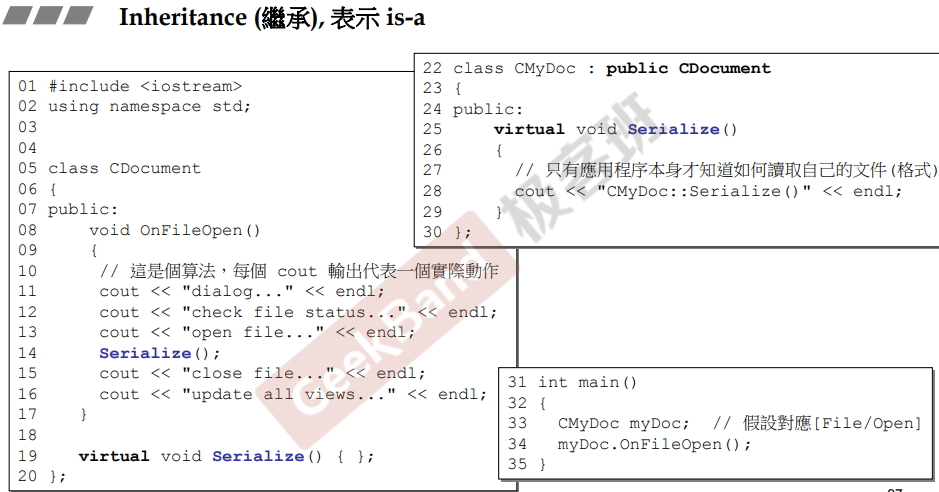 Inheritance (繼承), 表示 is-a
01 #include <iostream>
02 using namespace std;
03
04
05 class CDocument
06 {
07 public:
08     void OnFileOpen()
09     {
10      // 這是個算法，每個 cout 輸出代表一個實際動作
11      cout << "dialog..." << endl;
12      cout << "check file status..." << endl;
13      cout << "open file..." << endl;
14      Serialize();
15      cout << "close file..." << endl;
16      cout << "update all views..." << endl;
17    }
18
19    virtual void Serialize() { };
20 };
22 class CMyDoc : public CDocument
23 {
24 public:
25     virtual void Serialize()
26     {
27       // 只有應用程序本身才知道如何讀取自己的文件(格式)
28       cout << "CMyDoc::Serialize()" << endl;
29     }
30 };
31 int main()
32 {
33   CMyDoc myDoc;  // 假設對應[File/Open]
34   myDoc.OnFileOpen();
35 }
GeekBand 极客班